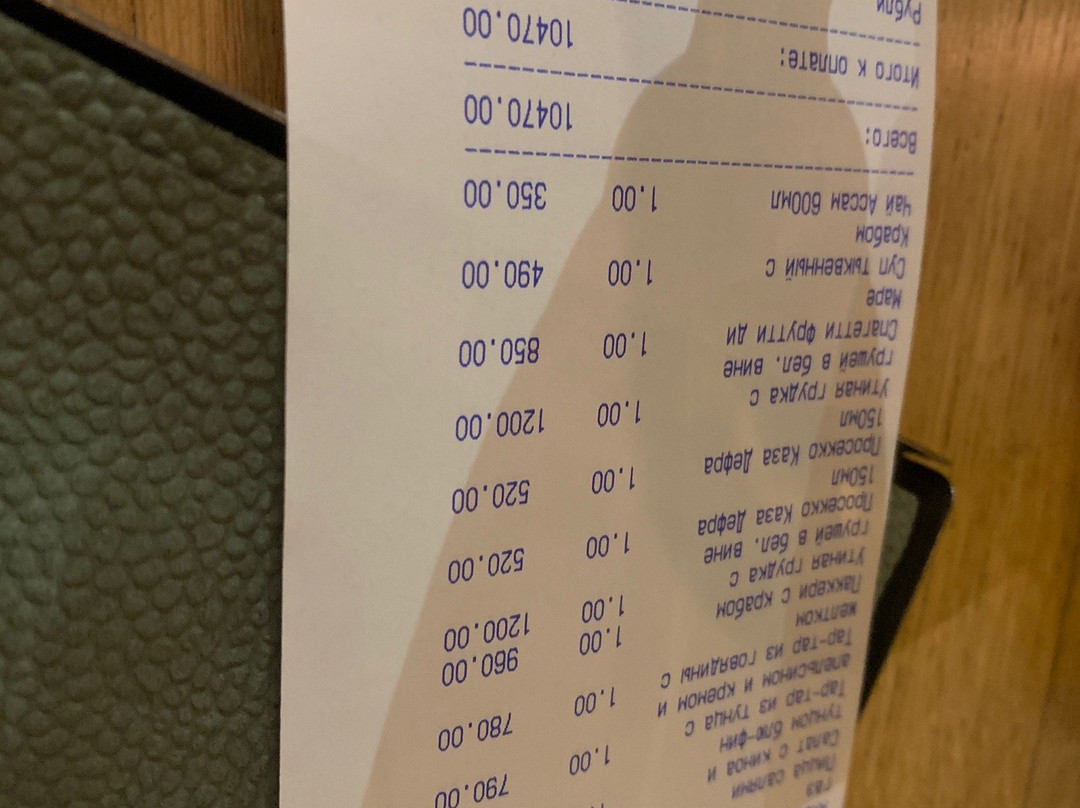 газ
Пицца салями
Салат с киноа и
тунцом блю-фин
Тар-тар из тунца с 1.00 790.00
апельсином и кремом и
Тар-тар из говядины с 1.00 780.00
желтком
Паккери с крабом 1.00 960.00
Утиная грудка с 1.00 1200.00
грушей в бел. вине
Просекко Каза Дефра 1.00 520.00
150мл
Просекко Каза Дефра 1.00 520.00
150мл
Утиная грудка с 1.00 1200.00
грушей в бел. вине
Спагетти Фрутти ди 1.00 850.00
Маре
Суп тыквенный с 1.00 490.00
Крабом
Чай Ассам 600мл 1.00 350.00
Всего: 10470.00
Итого к оплате: 10470.00
Рубли